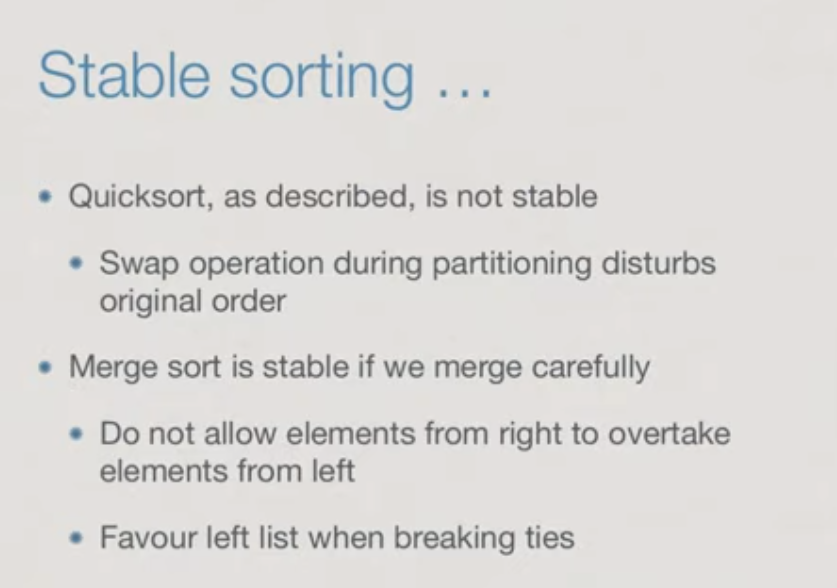 Stable sorting ...
• Quicksort, as described, is not stable
• Swap operation during partitioning disturbs
original order
• Merge sort is stable if we merge carefully
• Do not allow elements from right to overtake
elements from left
• Favour left list when breaking ties